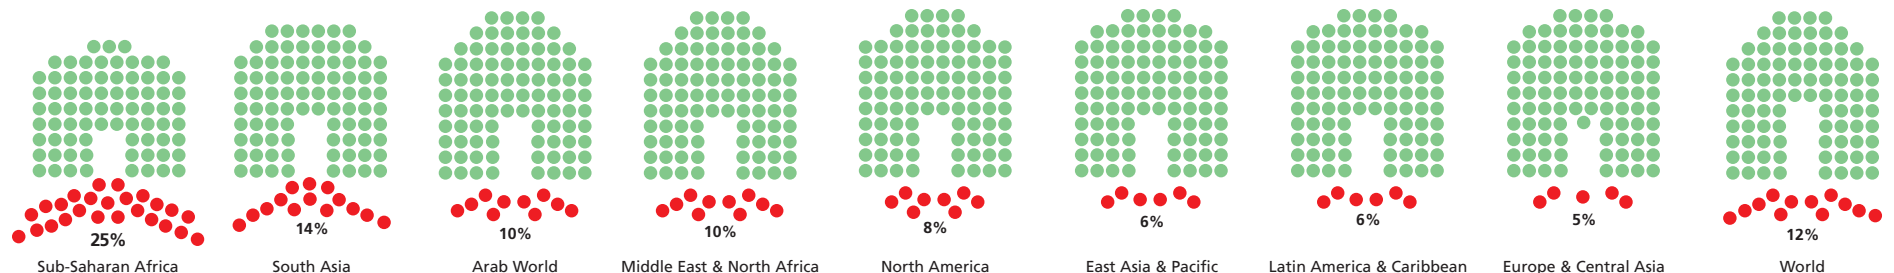 25%
14%
10%
10%
8%
6%
6%
5%
12%
Sub-Saharan Africa
South Asia
Arab World
Middle East & North Africa
North America
East Asia & Pacific
Latin America & Caribbean
Europe & Central Asia
World